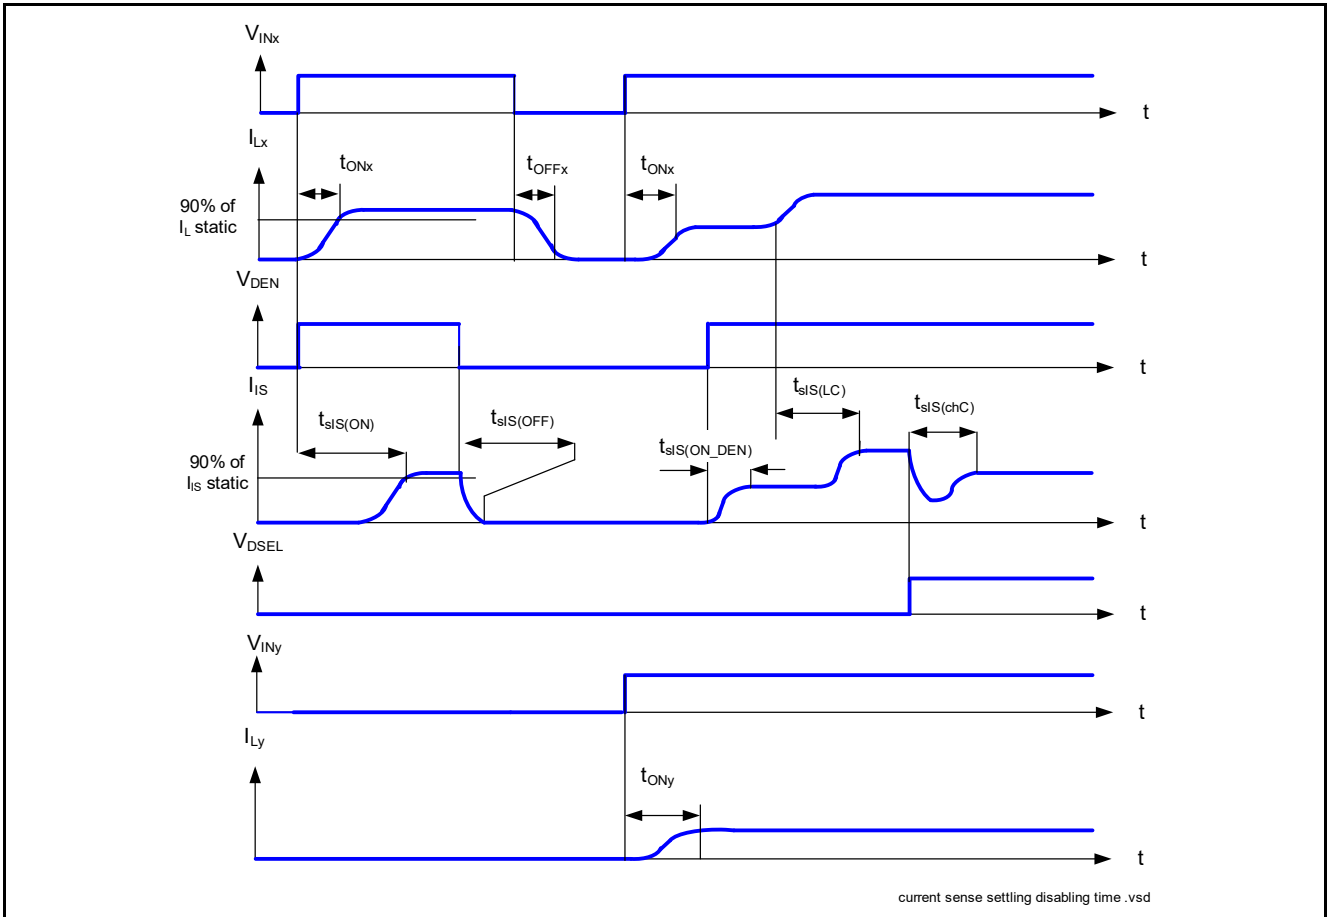 VINx
t
ILx
tONx
tOFFx
tONx
90% of
IL static
t
VDEN
t
IIS
tsIS(ON)
tsIS(OFF)
tsIS(LC)
tsIS(chC)
tsIS(ON_DEN)
90% of
IIS static
t
VDSEL
t
VINy
t
ILy
tONy
t
current sense settling disabling time .vsd